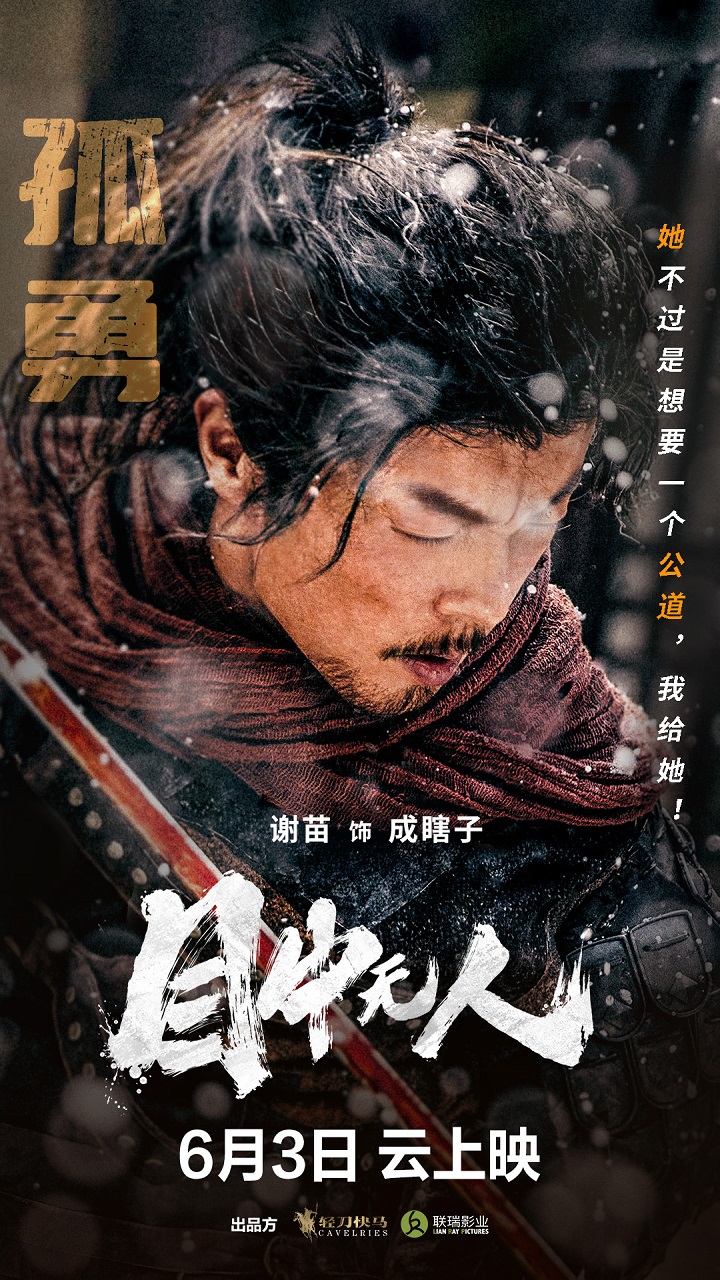 孤勇
她不过是想要一个公道，我给她！
谢苗 饰 成瞎子
目中无人
6月3日 云上映
出品方 轻刀快马 CAVELRIES 联瑞影业 LIAN RAY PICTURES